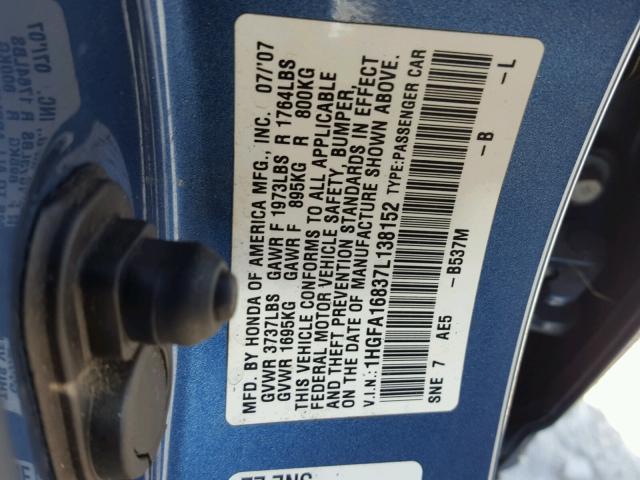 MFD. BY HONDA OF AMERICA MFG., INC. 07/'07
GVWR 3737LBS GAWR F 1973LBS R 1764LBS
GVWR 1695KG GAWR F 895KG R 800KG
THIS VEHICLE CONFORMS TO ALL APPLICABLE
FEDERAL MOTOR VEHICLE SAFETY, BUMPER,
AND THEFT PREVENTION STANDARDS IN EFFECT
ON THE DATE OF MANUFACTURE SHOWN ABOVE.
V.I.N.: 1HGFA16837L138152 TYPE:PASSENGER CAR
SNE 7 AE5 - B537M - B - L